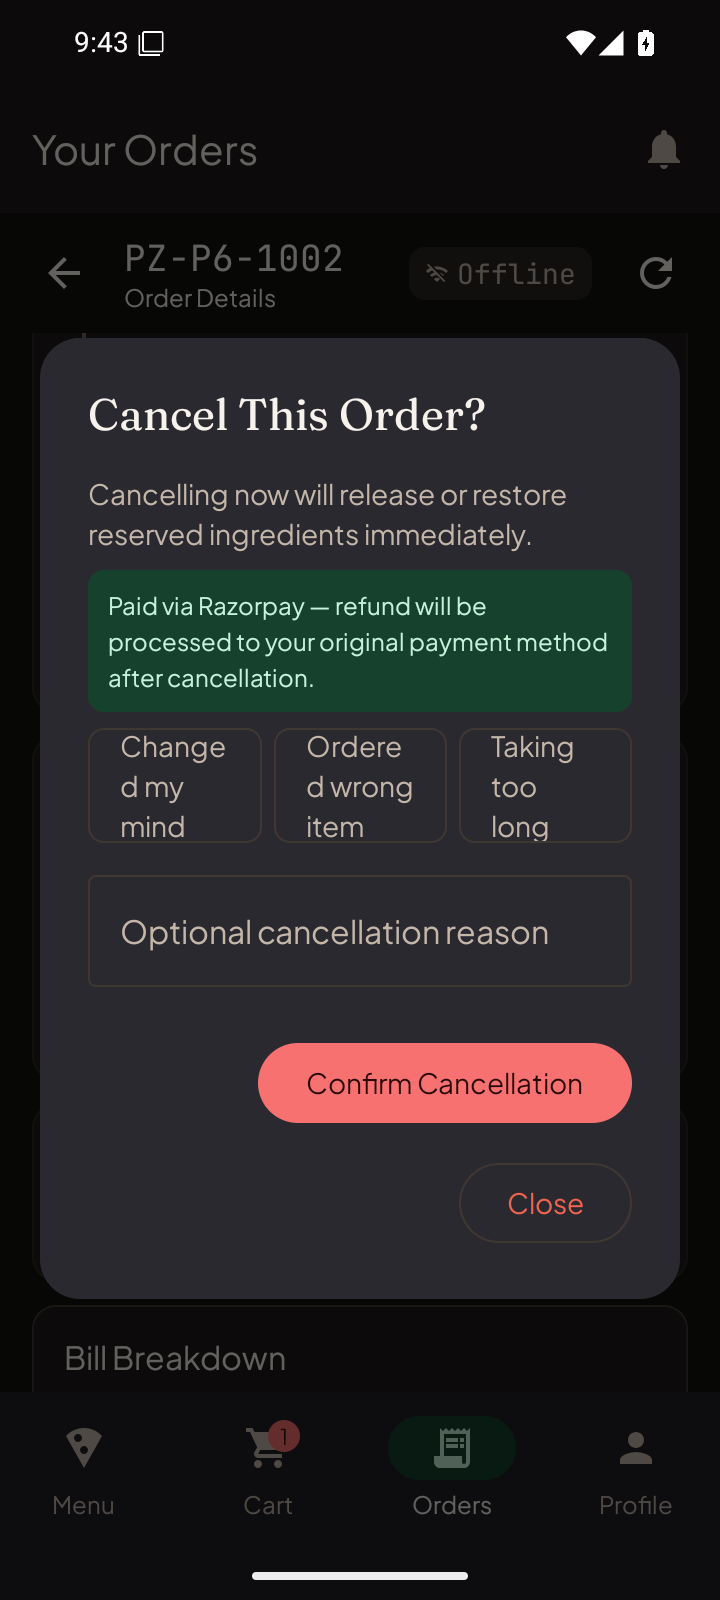 9:43
Your Orders
PZ-P6-1002
Order Details
Offline
Cancel This Order?
Cancelling now will release or restore
reserved ingredients immediately.
Paid via Razorpay — refund will be
processed to your original payment method
after cancellation.
Change
d my
mind
Ordere
d wrong
item
Taking
too
long
Optional cancellation reason
Confirm Cancellation
Close
Bill Breakdown
1
Menu
Cart
Orders
Profile